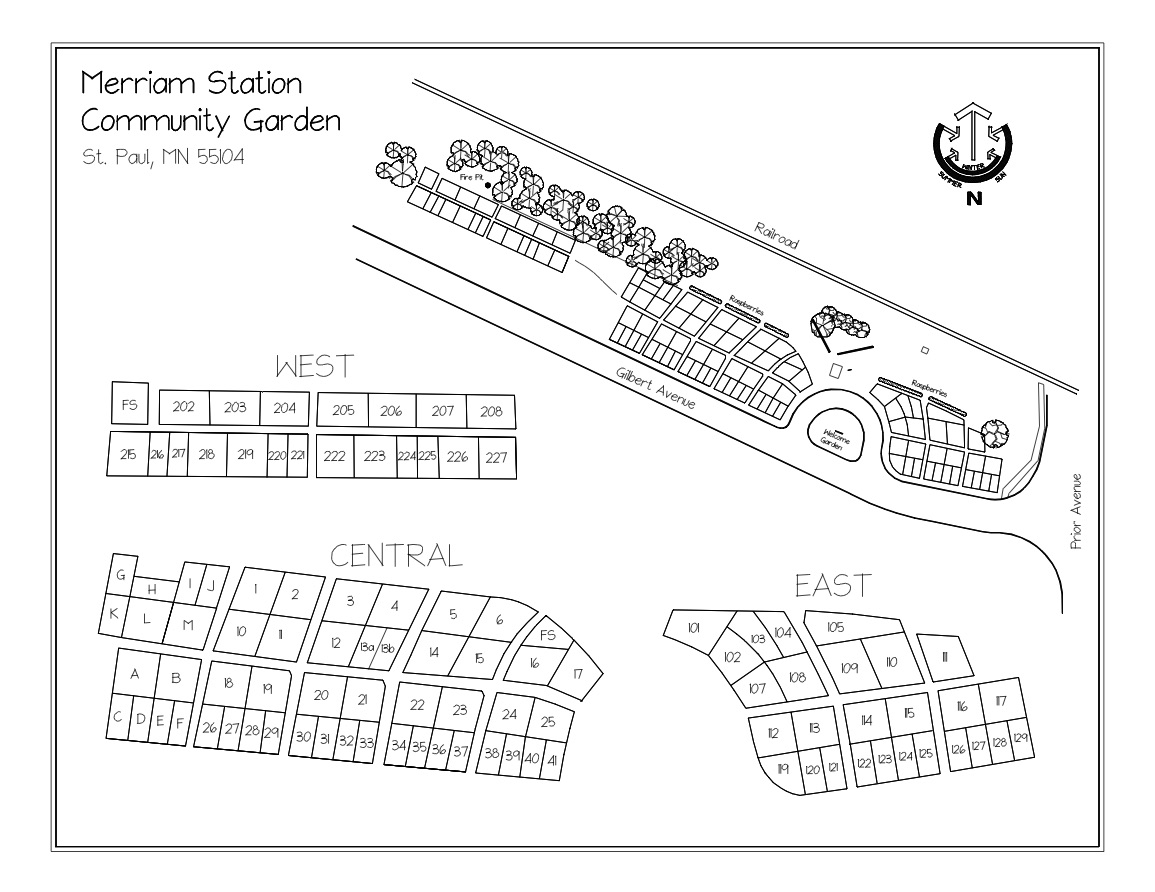 Merriam Station
Community Garden
St. Paul, MN 55104
Fire Pit
Railroad
WINTER
SUMMER SUN
N
Raspberries
Gilbert Avenue
Raspberries
Welcome
Garden
Prior Avenue
WEST
FS 202 203 204 205 206 207 208
215 216 217 218 219 220 221 222 223 224 225 226 227
CENTRAL
G H I J 1 2 3 4 5 6
K L M 10 11 12 13a 13b 14 15 FS 16 17
A B 18 19 20 21 22 23 24 25
C D E F 26 27 28 29 30 31 32 33 34 35 36 37 38 39 40 41
EAST
101 102 103 104 105 111
107 108 109 110
112 113 114 115 116 117
119 120 121 122 123 124 125 126 127 128 129